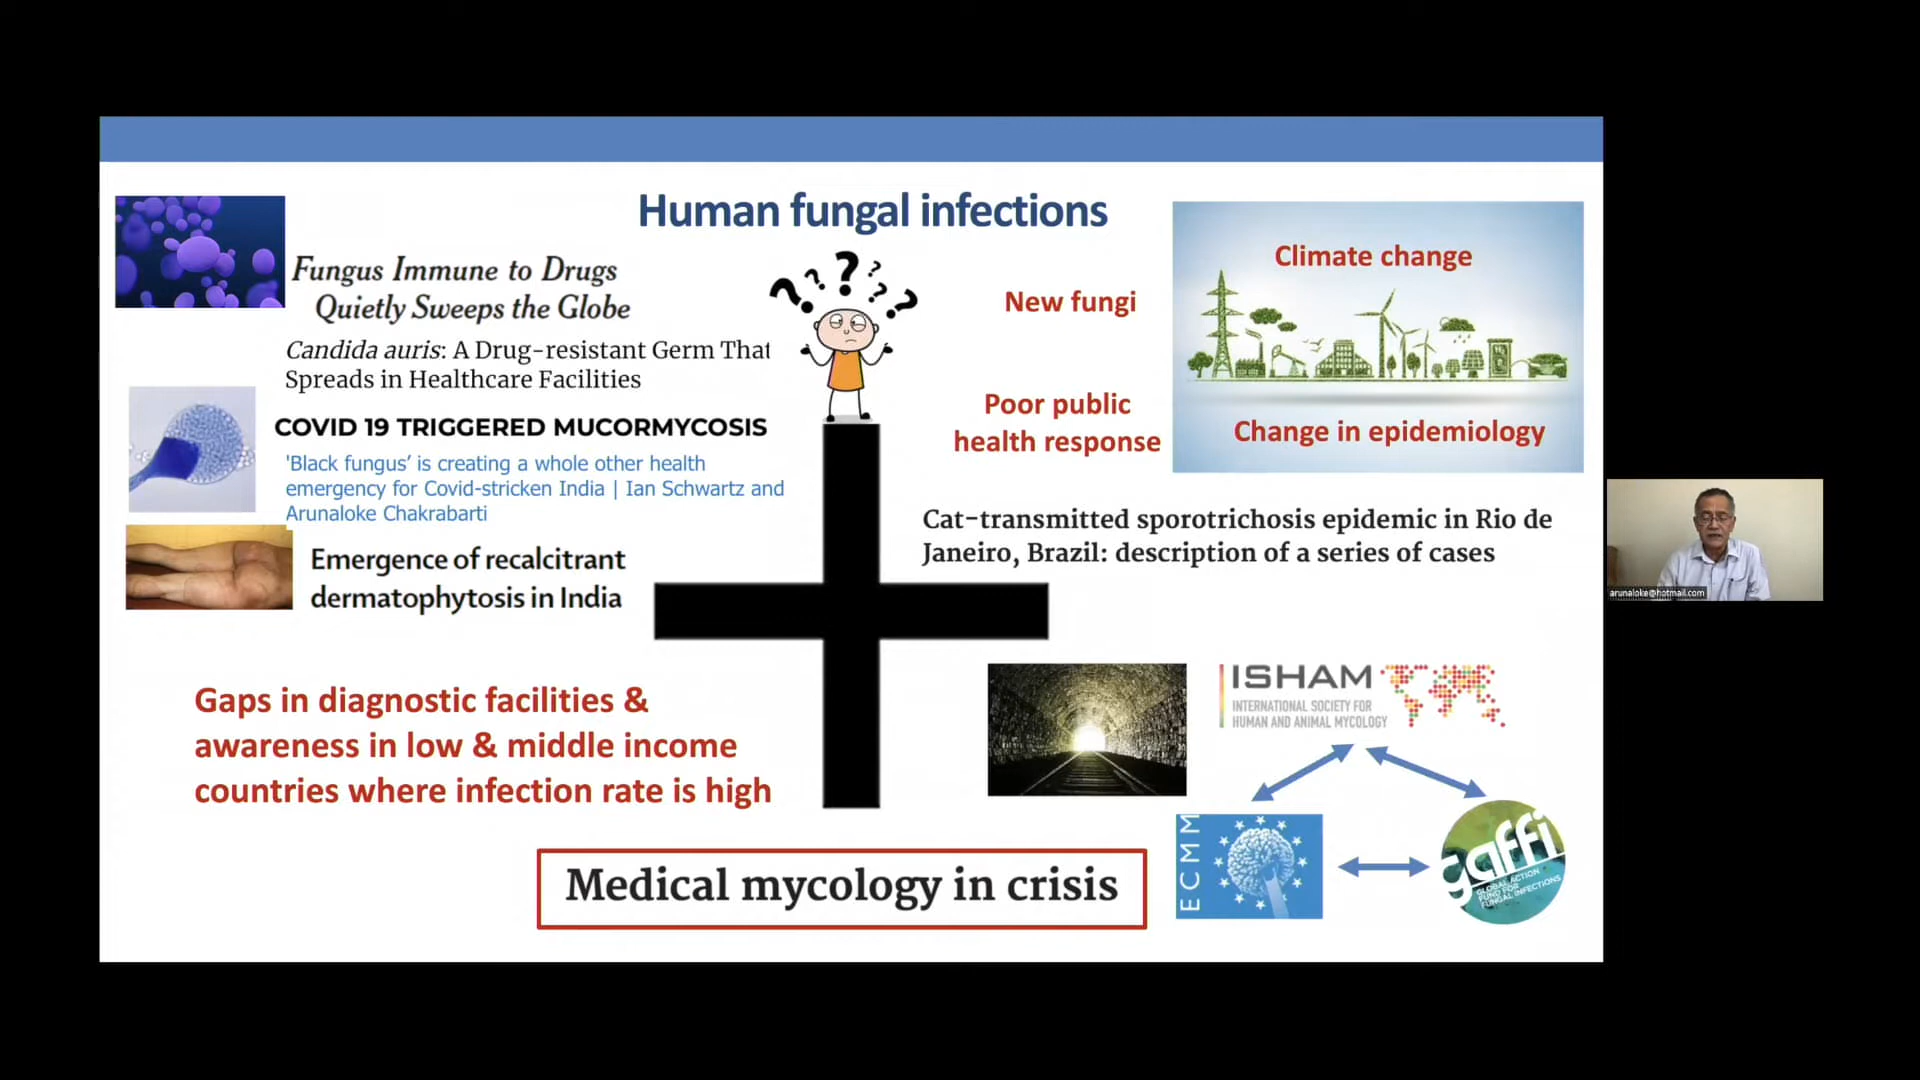 Human fungal infections
Fungus Immune to Drugs
Quietly Sweeps the Globe
Candida auris: A Drug-resistant Germ That
Spreads in Healthcare Facilities
COVID 19 TRIGGERED MUCORMYCOSIS
'Black fungus' is creating a whole other health
emergency for Covid-stricken India | Ian Schwartz and
Arunaloke Chakrabarti
Emergence of recalcitrant
dermatophytosis in India
? ? ? ? ? ?
New fungi
Poor public
health response
Climate change
Change in epidemiology
Cat-transmitted sporotrichosis epidemic in Rio de
Janeiro, Brazil: description of a series of cases
arunaloke@hotmail.com
Gaps in diagnostic facilities &
awareness in low & middle income
countries where infection rate is high
ISHAM
INTERNATIONAL SOCIETY FOR
HUMAN AND ANIMAL MYCOLOGY
ECMM
gaffi
GLOBAL ACTION
FUND FOR
FUNGAL INFECTIONS
Medical mycology in crisis